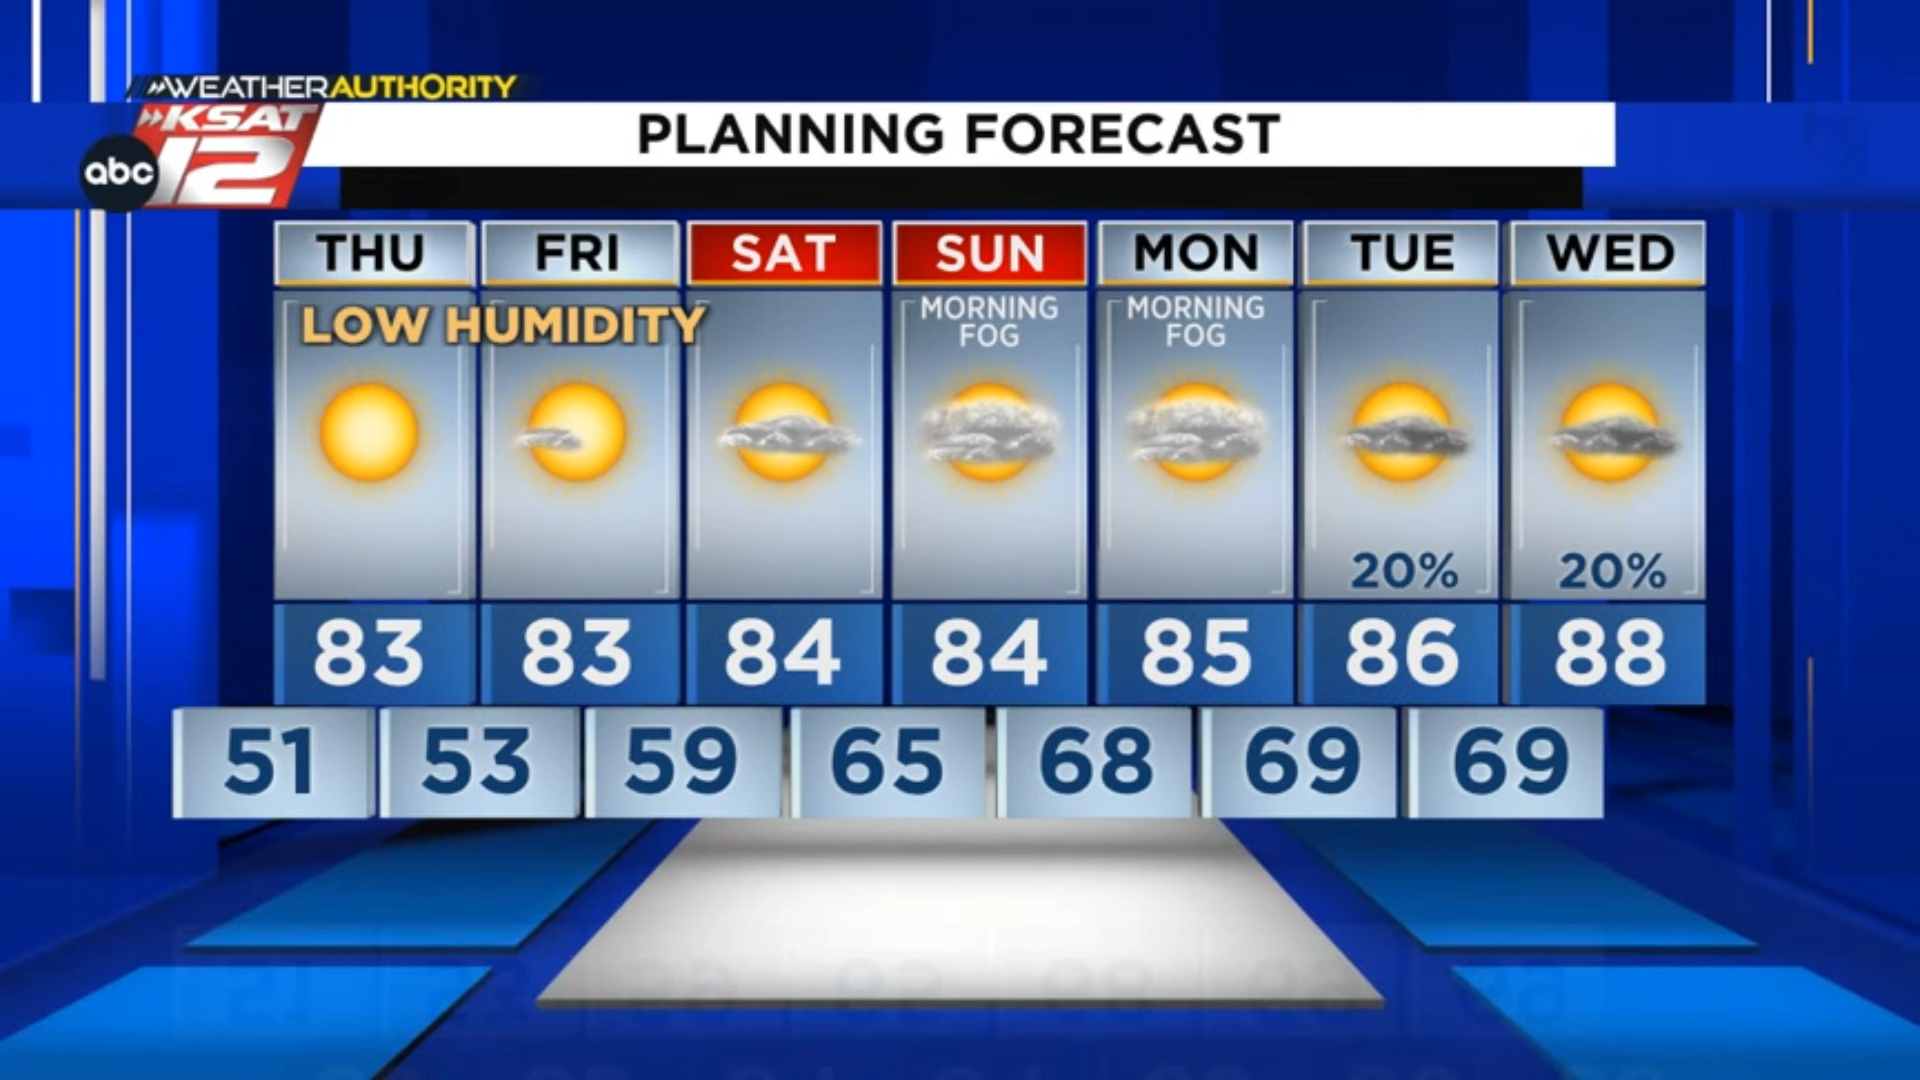 WEATHERAUTHORITY
KSAT
abc 12
PLANNING FORECAST
THU FRI SAT SUN MON TUE WED
LOW HUMIDITY
MORNING FOG
MORNING FOG
20% 20%
83 83 84 84 85 86 88
51 53 59 65 68 69 69